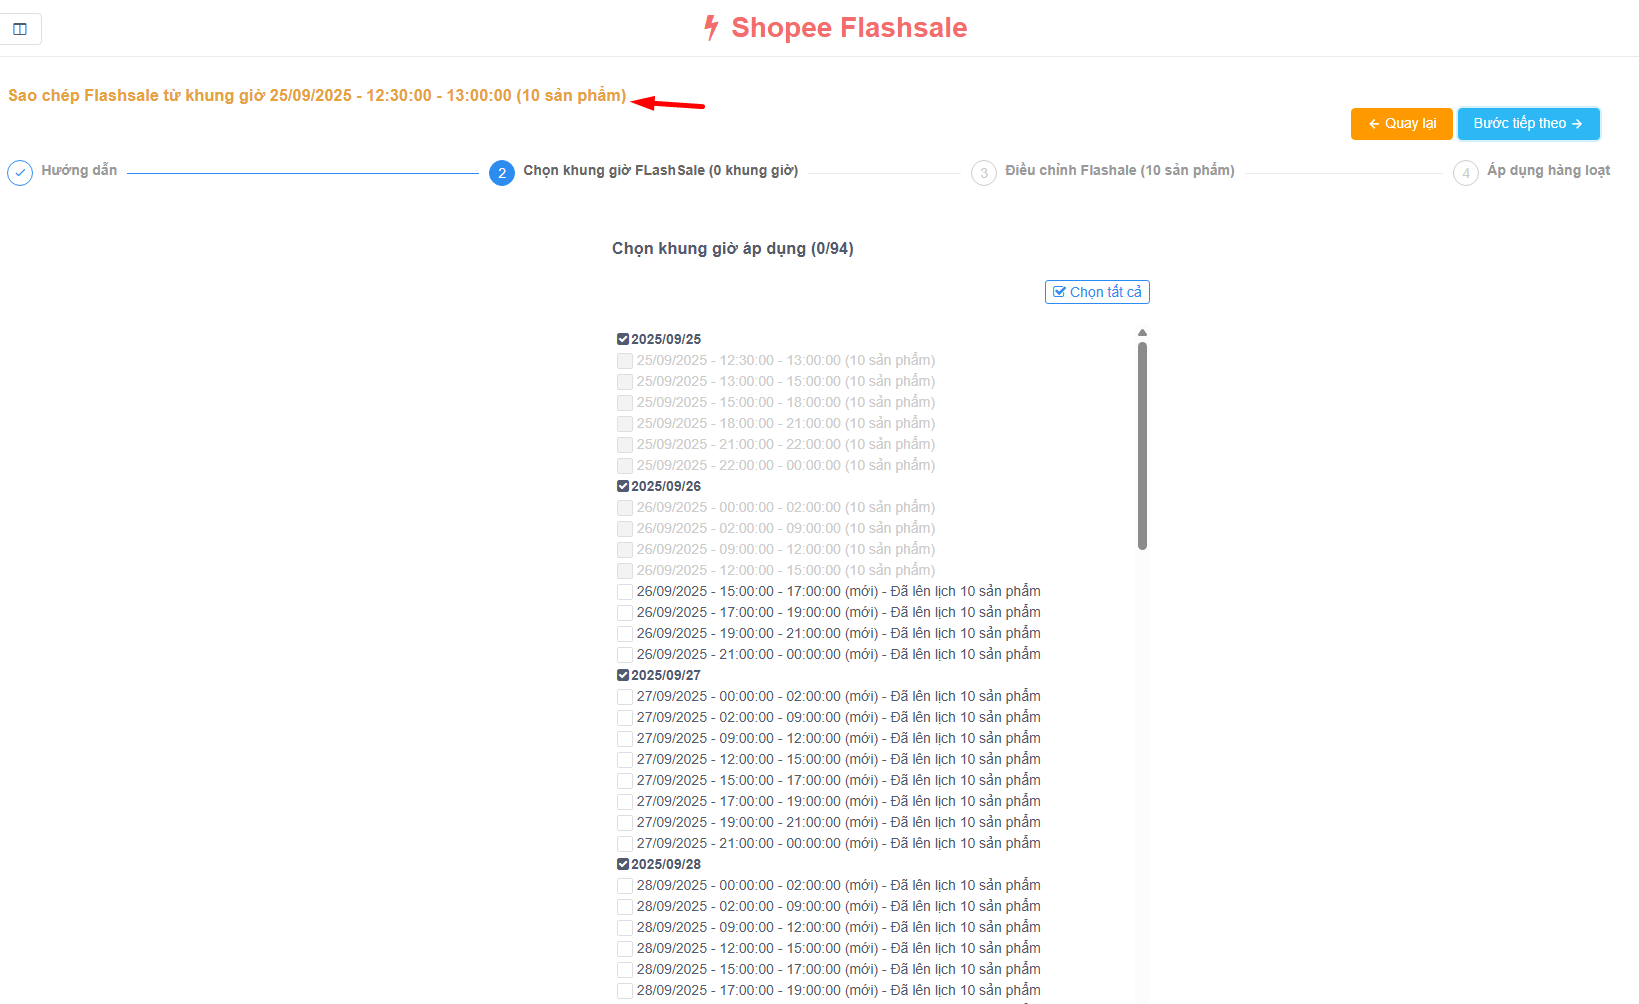 Shopee Flashsale
Sao chép Flashsale từ khung giờ 25/09/2025 - 12:30:00 - 13:00:00 (10 sản phẩm)
← Quay lại
Bước tiếp theo →
Hướng dẫn
2 Chọn khung giờ FLashSale (0 khung giờ)
3 Điều chỉnh Flashale (10 sản phẩm)
4 Áp dụng hàng loạt
Chọn khung giờ áp dụng (0/94)
Chọn tất cả
2025/09/25
25/09/2025 - 12:30:00 - 13:00:00 (10 sản phẩm)
25/09/2025 - 13:00:00 - 15:00:00 (10 sản phẩm)
25/09/2025 - 15:00:00 - 18:00:00 (10 sản phẩm)
25/09/2025 - 18:00:00 - 21:00:00 (10 sản phẩm)
25/09/2025 - 21:00:00 - 22:00:00 (10 sản phẩm)
25/09/2025 - 22:00:00 - 00:00:00 (10 sản phẩm)
2025/09/26
26/09/2025 - 00:00:00 - 02:00:00 (10 sản phẩm)
26/09/2025 - 02:00:00 - 09:00:00 (10 sản phẩm)
26/09/2025 - 09:00:00 - 12:00:00 (10 sản phẩm)
26/09/2025 - 12:00:00 - 15:00:00 (10 sản phẩm)
26/09/2025 - 15:00:00 - 17:00:00 (mới) - Đã lên lịch 10 sản phẩm
26/09/2025 - 17:00:00 - 19:00:00 (mới) - Đã lên lịch 10 sản phẩm
26/09/2025 - 19:00:00 - 21:00:00 (mới) - Đã lên lịch 10 sản phẩm
26/09/2025 - 21:00:00 - 00:00:00 (mới) - Đã lên lịch 10 sản phẩm
2025/09/27
27/09/2025 - 00:00:00 - 02:00:00 (mới) - Đã lên lịch 10 sản phẩm
27/09/2025 - 02:00:00 - 09:00:00 (mới) - Đã lên lịch 10 sản phẩm
27/09/2025 - 09:00:00 - 12:00:00 (mới) - Đã lên lịch 10 sản phẩm
27/09/2025 - 12:00:00 - 15:00:00 (mới) - Đã lên lịch 10 sản phẩm
27/09/2025 - 15:00:00 - 17:00:00 (mới) - Đã lên lịch 10 sản phẩm
27/09/2025 - 17:00:00 - 19:00:00 (mới) - Đã lên lịch 10 sản phẩm
27/09/2025 - 19:00:00 - 21:00:00 (mới) - Đã lên lịch 10 sản phẩm
27/09/2025 - 21:00:00 - 00:00:00 (mới) - Đã lên lịch 10 sản phẩm
2025/09/28
28/09/2025 - 00:00:00 - 02:00:00 (mới) - Đã lên lịch 10 sản phẩm
28/09/2025 - 02:00:00 - 09:00:00 (mới) - Đã lên lịch 10 sản phẩm
28/09/2025 - 09:00:00 - 12:00:00 (mới) - Đã lên lịch 10 sản phẩm
28/09/2025 - 12:00:00 - 15:00:00 (mới) - Đã lên lịch 10 sản phẩm
28/09/2025 - 15:00:00 - 17:00:00 (mới) - Đã lên lịch 10 sản phẩm
28/09/2025 - 17:00:00 - 19:00:00 (mới) - Đã lên lịch 10 sản phẩm